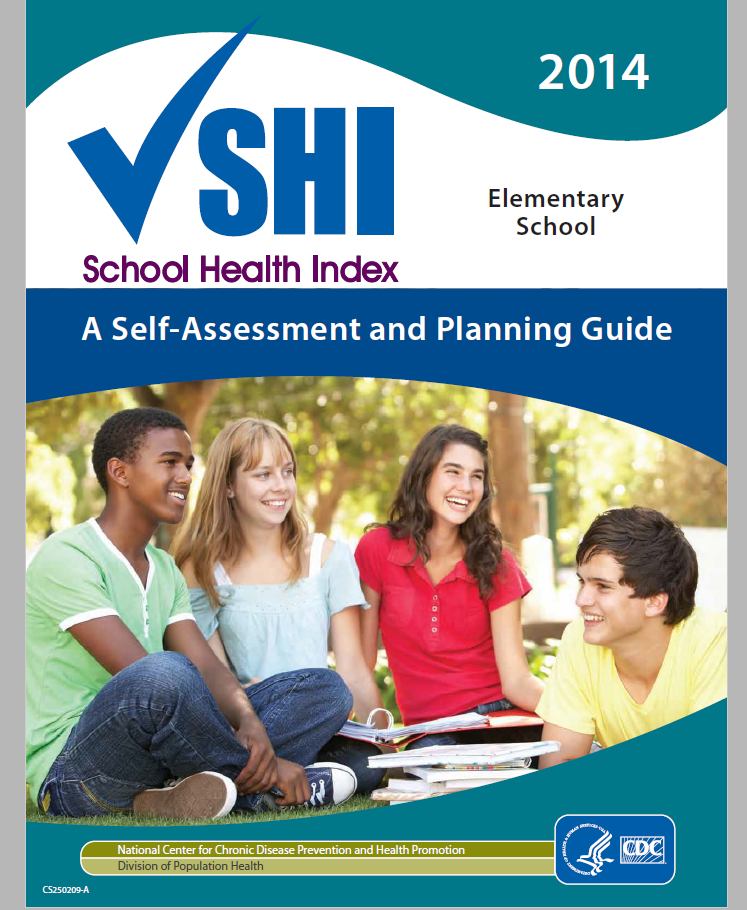 2014
SHI
Elementary
School
School Health Index
A Self-Assessment and Planning Guide
National Center for Chronic Disease Prevention and Health Promotion
Division of Population Health
CDC
CS250209-A